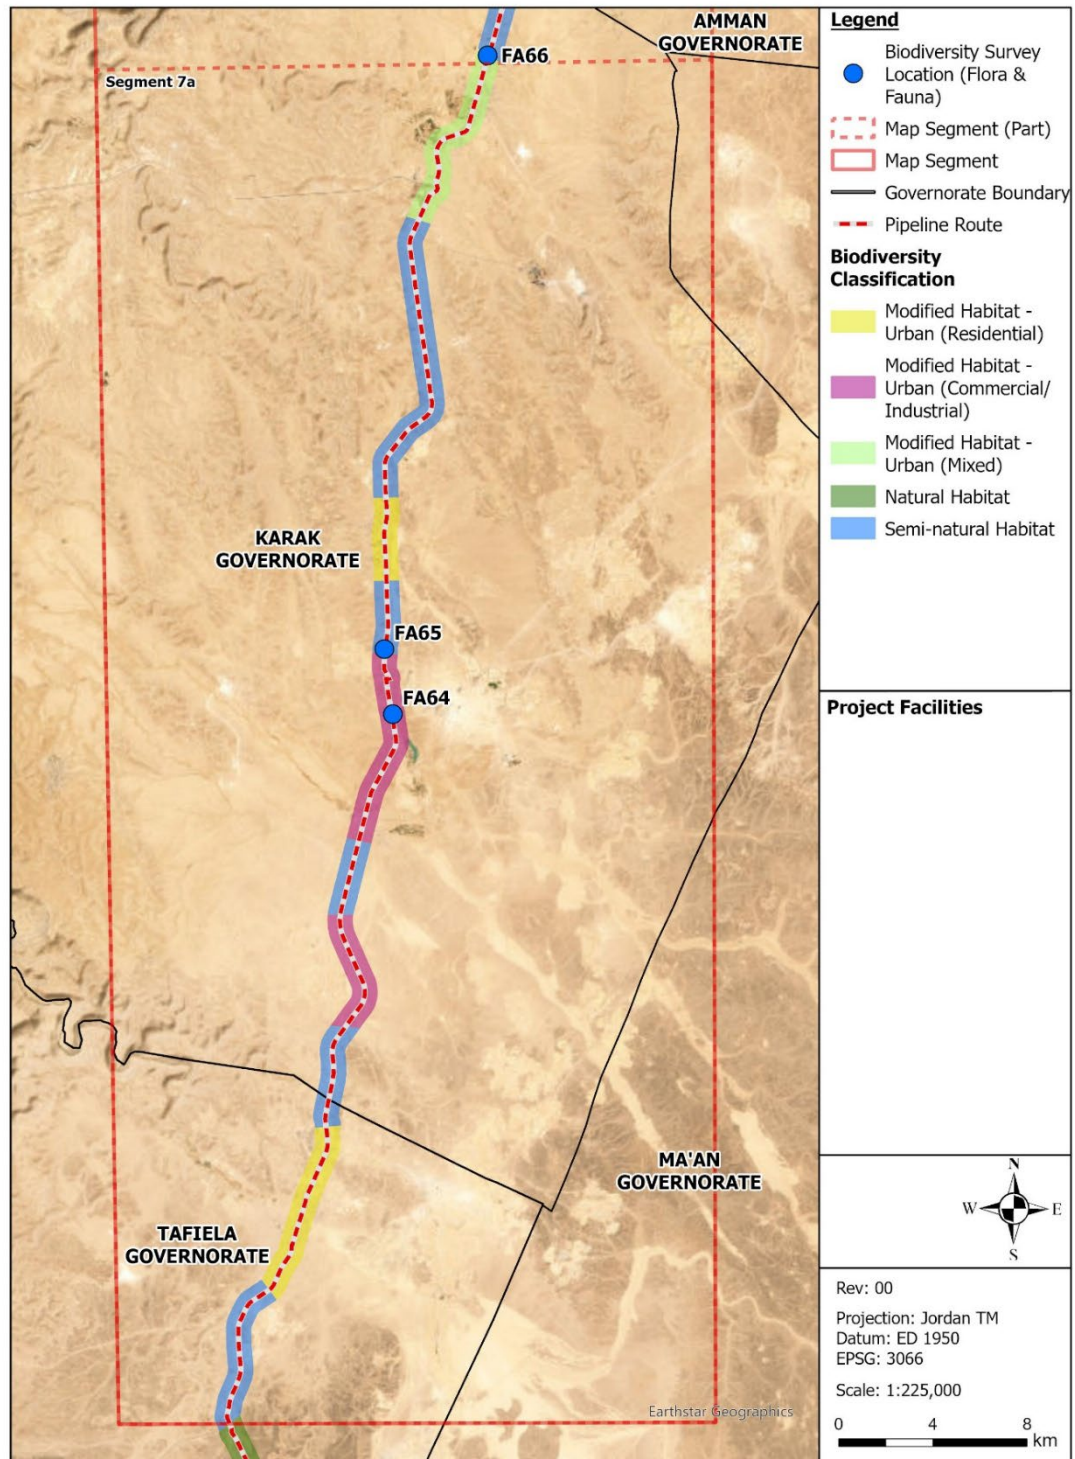 AMMAN
GOVERNORATE
FA66
Segment 7a
KARAK
GOVERNORATE
FA65
FA64
MA'AN
GOVERNORATE
TAFIELA
GOVERNORATE
Earthstar Geographics
Legend
Biodiversity Survey
Location (Flora &
Fauna)
Map Segment (Part)
Map Segment
Governorate Boundary
Pipeline Route
Biodiversity
Classification
Modified Habitat -
Urban (Residential)
Modified Habitat -
Urban (Commercial/
Industrial)
Modified Habitat -
Urban (Mixed)
Natural Habitat
Semi-natural Habitat
Project Facilities
N
W E
S
Rev: 00
Projection: Jordan TM
Datum: ED 1950
EPSG: 3066
Scale: 1:225,000
0 4 8
km